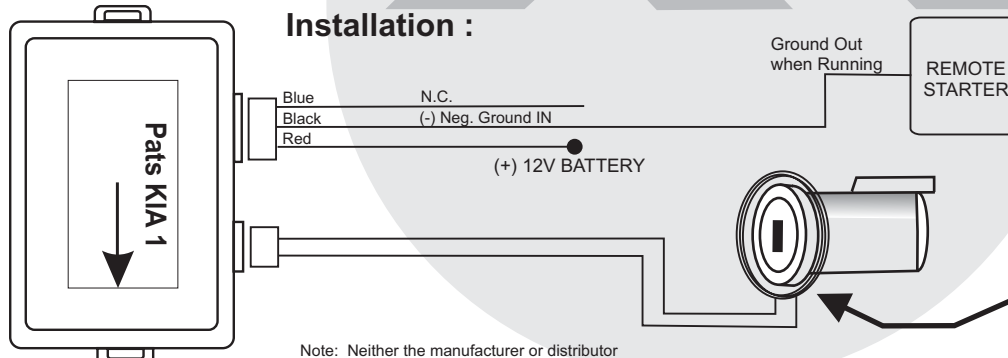 Installation :
Ground Out
when Running
REMOTE
STARTER
Blue N.C.
Black (-) Neg. Ground IN
Red
(+) 12V BATTERY
Pats KIA 1
Note: Neither the manufacturer or distributor